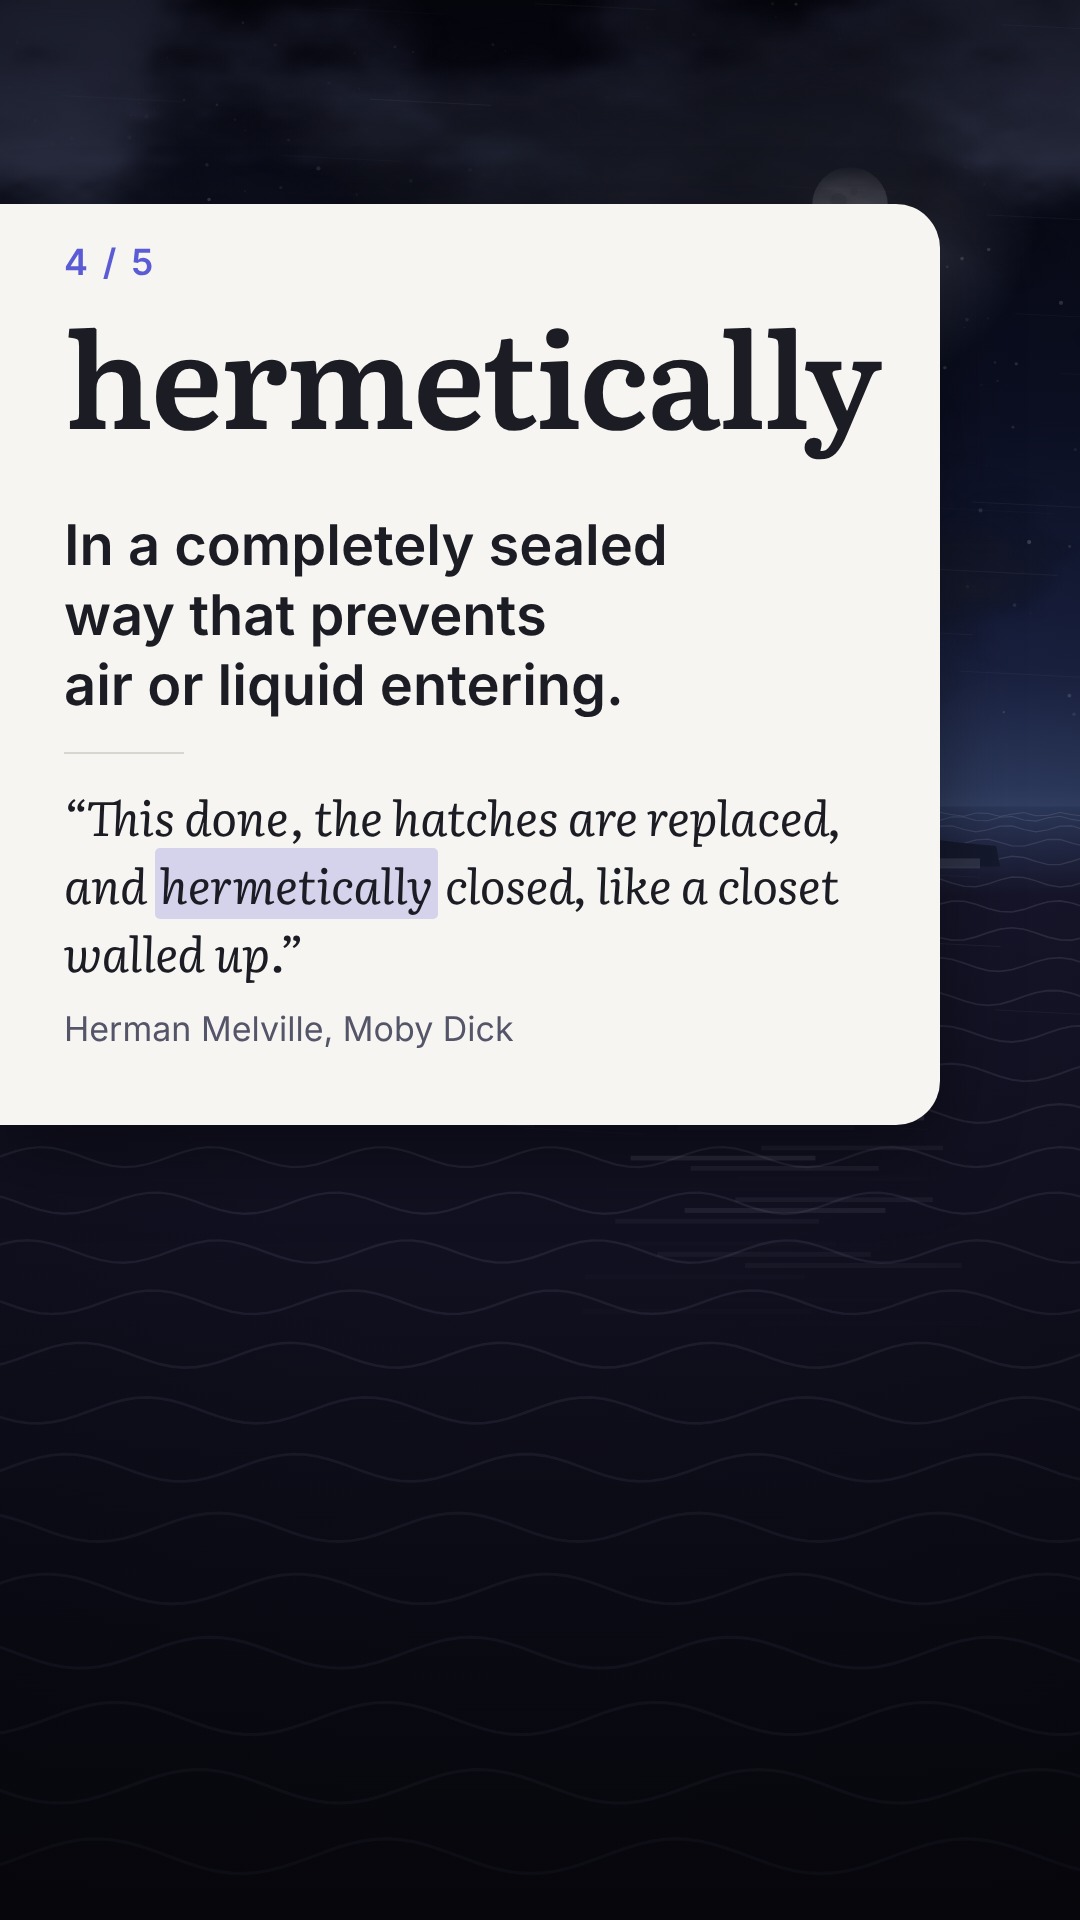 4 / 5
hermetically
In a completely sealed
way that prevents
air or liquid entering.
“This done, the hatches are replaced,
and hermetically closed, like a closet
walled up.”
Herman Melville, Moby Dick